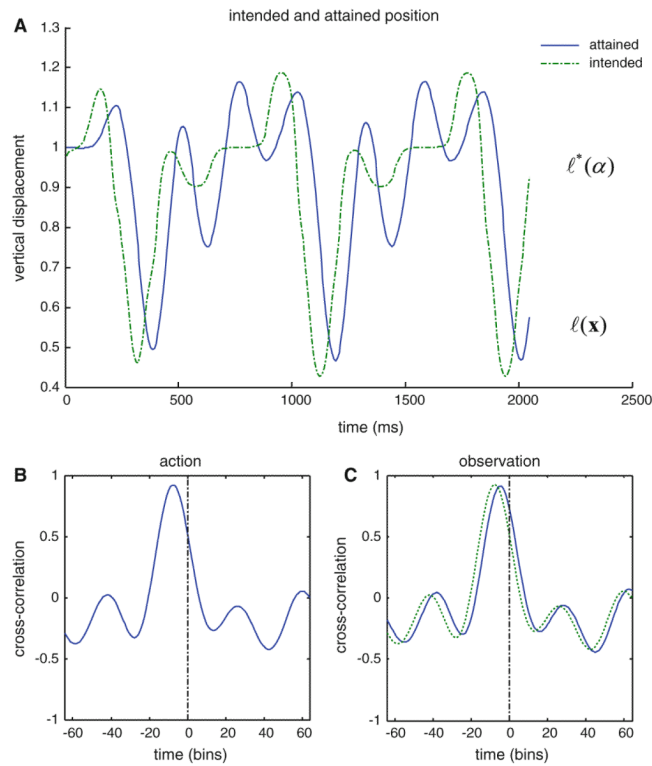 A
intended and attained position
1.3
1.2
1.1
1
0.9
0.8
0.7
0.6
0.5
0.4
vertical displacement
attained
intended
ℓ*(α)
ℓ(x)
0
500
1000
1500
2000
2500
time (ms)
B
action
1
0.5
0
-0.5
-1
cross-correlation
-60 -40 -20 0 20 40 60
time (bins)
C
observation
1
0.5
0
-0.5
-1
cross-correlation
-60 -40 -20 0 20 40 60
time (bins)